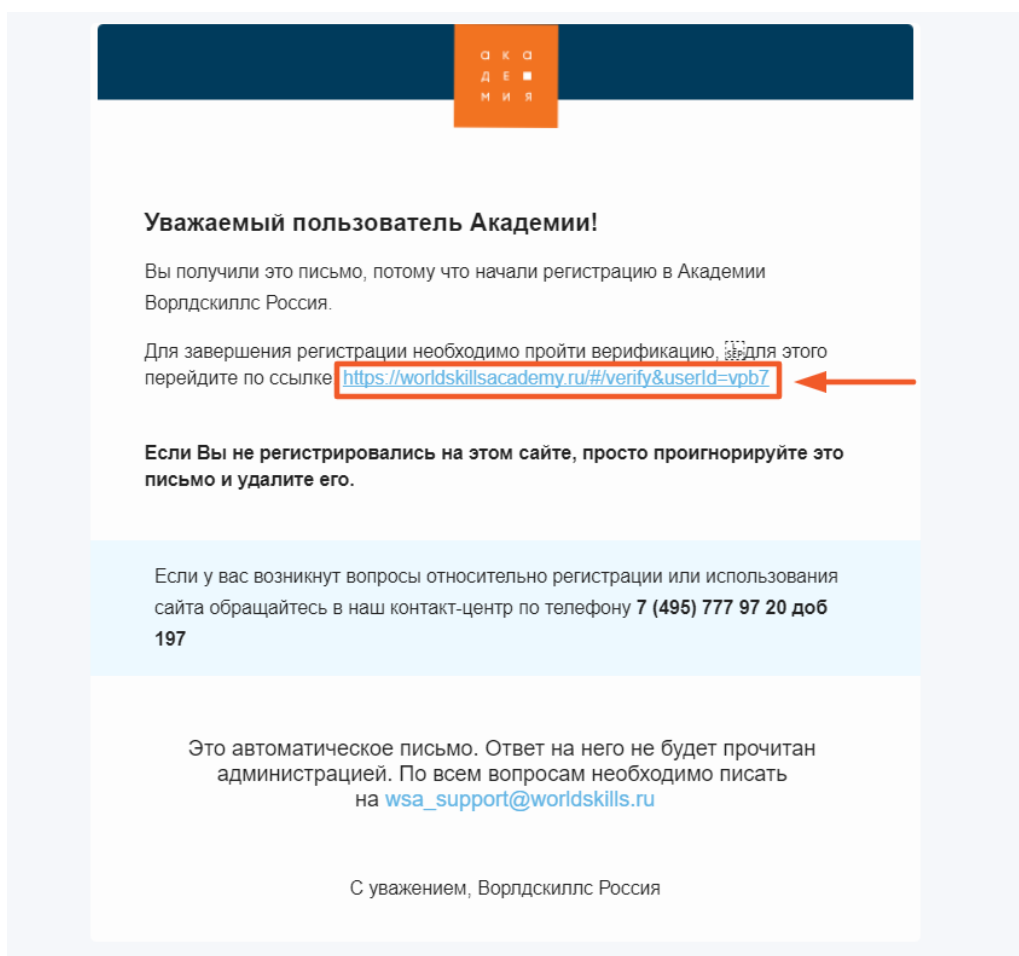 ака
ДЕ
МИЯ
Уважаемый пользователь Академии!
Вы получили это письмо, потому что начали регистрацию в Академии
Ворлдскиллс Россия.
Для завершения регистрации необходимо пройти верификацию, L SEP для этого
перейдите по ссылке https://worldskillsacademy.ru/#/verify&userId=vpb7
Если Вы не регистрировались на этом сайте, просто проигнорируйте это
письмо и удалите его.
Если у вас возникнут вопросы относительно регистрации или использования
сайта обращайтесь в наш контакт-центр по телефону 7 (495) 777 97 20 доб
197
Это автоматическое письмо. Ответ на него не будет прочитан
администрацией. По всем вопросам необходимо писать
на wsa_support@worldskills.ru
С уважением, Ворлдскиллс Россия